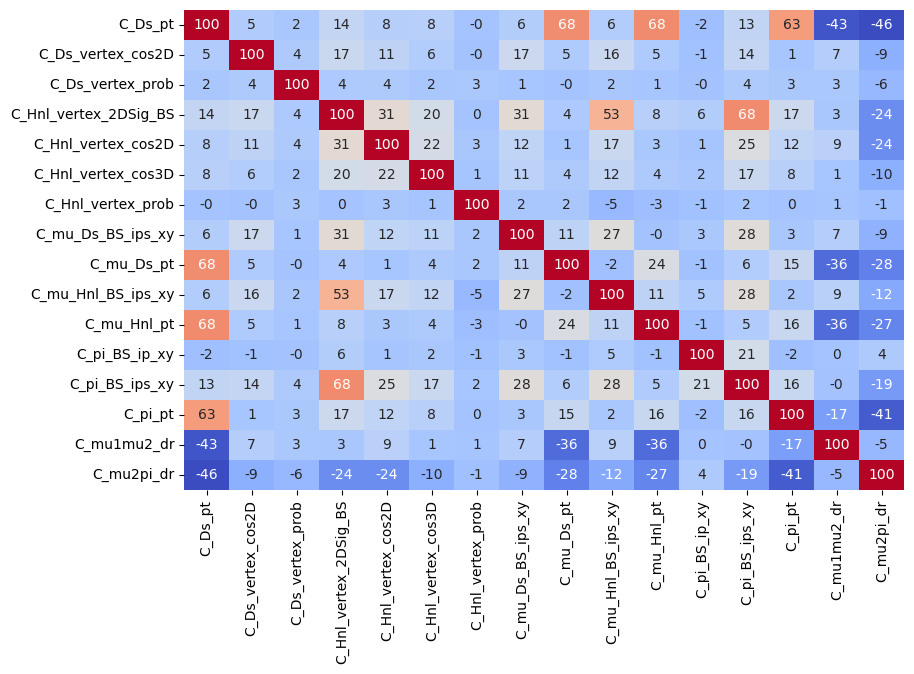 C_Ds_pt 100 5 2 14 8 8 -0 6 68 6 68 -2 13 63 -43 -46
C_Ds_vertex_cos2D 5 100 4 17 11 6 -0 17 5 16 5 -1 14 1 7 -9
C_Ds_vertex_prob 2 4 100 4 4 2 3 1 -0 2 1 -0 4 3 3 -6
C_Hnl_vertex_2DSig_BS 14 17 4 100 31 20 0 31 4 53 8 6 68 17 3 -24
C_Hnl_vertex_cos2D 8 11 4 31 100 22 3 12 1 17 3 1 25 12 9 -24
C_Hnl_vertex_cos3D 8 6 2 20 22 100 1 11 4 12 4 2 17 8 1 -10
C_Hnl_vertex_prob -0 -0 3 0 3 1 100 2 2 -5 -3 -1 2 0 1 -1
C_mu_Ds_BS_ips_xy 6 17 1 31 12 11 2 100 11 27 -0 3 28 3 7 -9
C_mu_Ds_pt 68 5 -0 4 1 4 2 11 100 -2 24 -1 6 15 -36 -28
C_mu_Hnl_BS_ips_xy 6 16 2 53 17 12 -5 27 -2 100 11 5 28 2 9 -12
C_mu_Hnl_pt 68 5 1 8 3 4 -3 -0 24 11 100 -1 5 16 -36 -27
C_pi_BS_ip_xy -2 -1 -0 6 1 2 -1 3 -1 5 -1 100 21 -2 0 4
C_pi_BS_ips_xy 13 14 4 68 25 17 2 28 6 28 5 21 100 16 -0 -19
C_pi_pt 63 1 3 17 12 8 0 3 15 2 16 -2 16 100 -17 -41
C_mu1mu2_dr -43 7 3 3 9 1 1 7 -36 9 -36 0 -0 -17 100 -5
C_mu2pi_dr -46 -9 -6 -24 -24 -10 -1 -9 -28 -12 -27 4 -19 -41 -5 100
C_Ds_pt
C_Ds_vertex_cos2D
C_Ds_vertex_prob
C_Hnl_vertex_2DSig_BS
C_Hnl_vertex_cos2D
C_Hnl_vertex_cos3D
C_Hnl_vertex_prob
C_mu_Ds_BS_ips_xy
C_mu_Ds_pt
C_mu_Hnl_BS_ips_xy
C_mu_Hnl_pt
C_pi_BS_ip_xy
C_pi_BS_ips_xy
C_pi_pt
C_mu1mu2_dr
C_mu2pi_dr